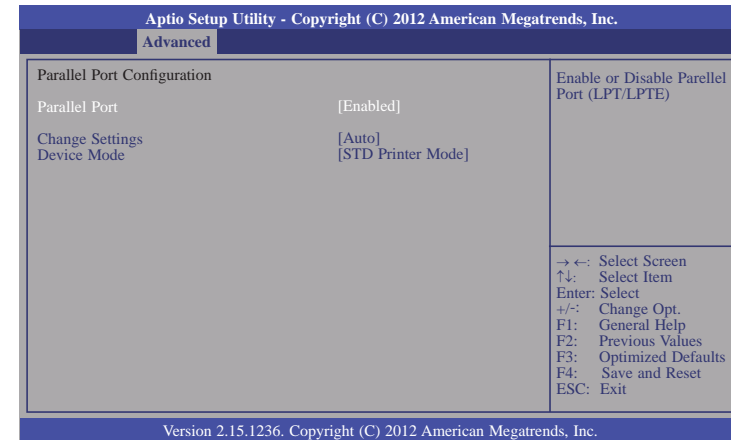 Aptio Setup Utility - Copyright (C) 2012 American Megatrends, Inc.
Advanced
Parallel Port Configuration
Parallel Port [Enabled]
Change Settings [Auto]
Device Mode [STD Printer Mode]
Enable or Disable Parellel
Port (LPT/LPTE)
→ ←: Select Screen
↑↓: Select Item
Enter: Select
+/-: Change Opt.
F1: General Help
F2: Previous Values
F3: Optimized Defaults
F4: Save and Reset
ESC: Exit
Version 2.15.1236. Copyright (C) 2012 American Megatrends, Inc.